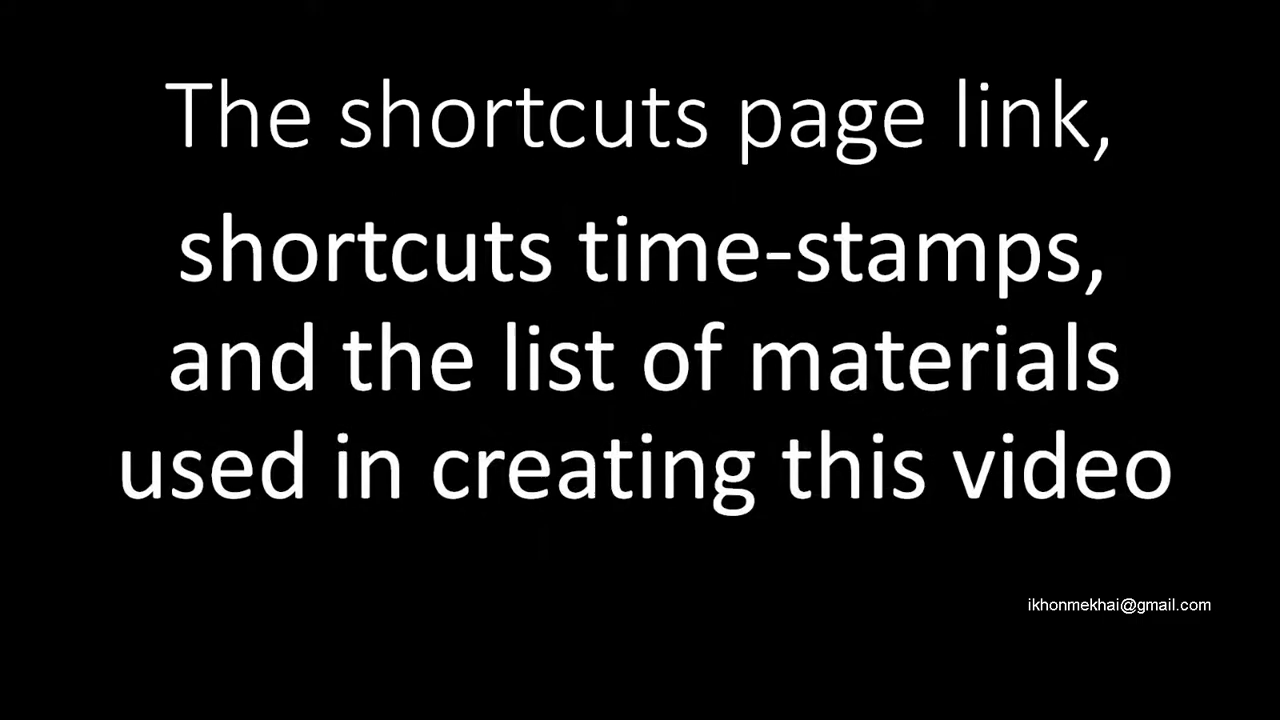 The shortcuts page link,
shortcuts time-stamps,
and the list of materials
used in creating this video
ikhonmekhai@gmail.com